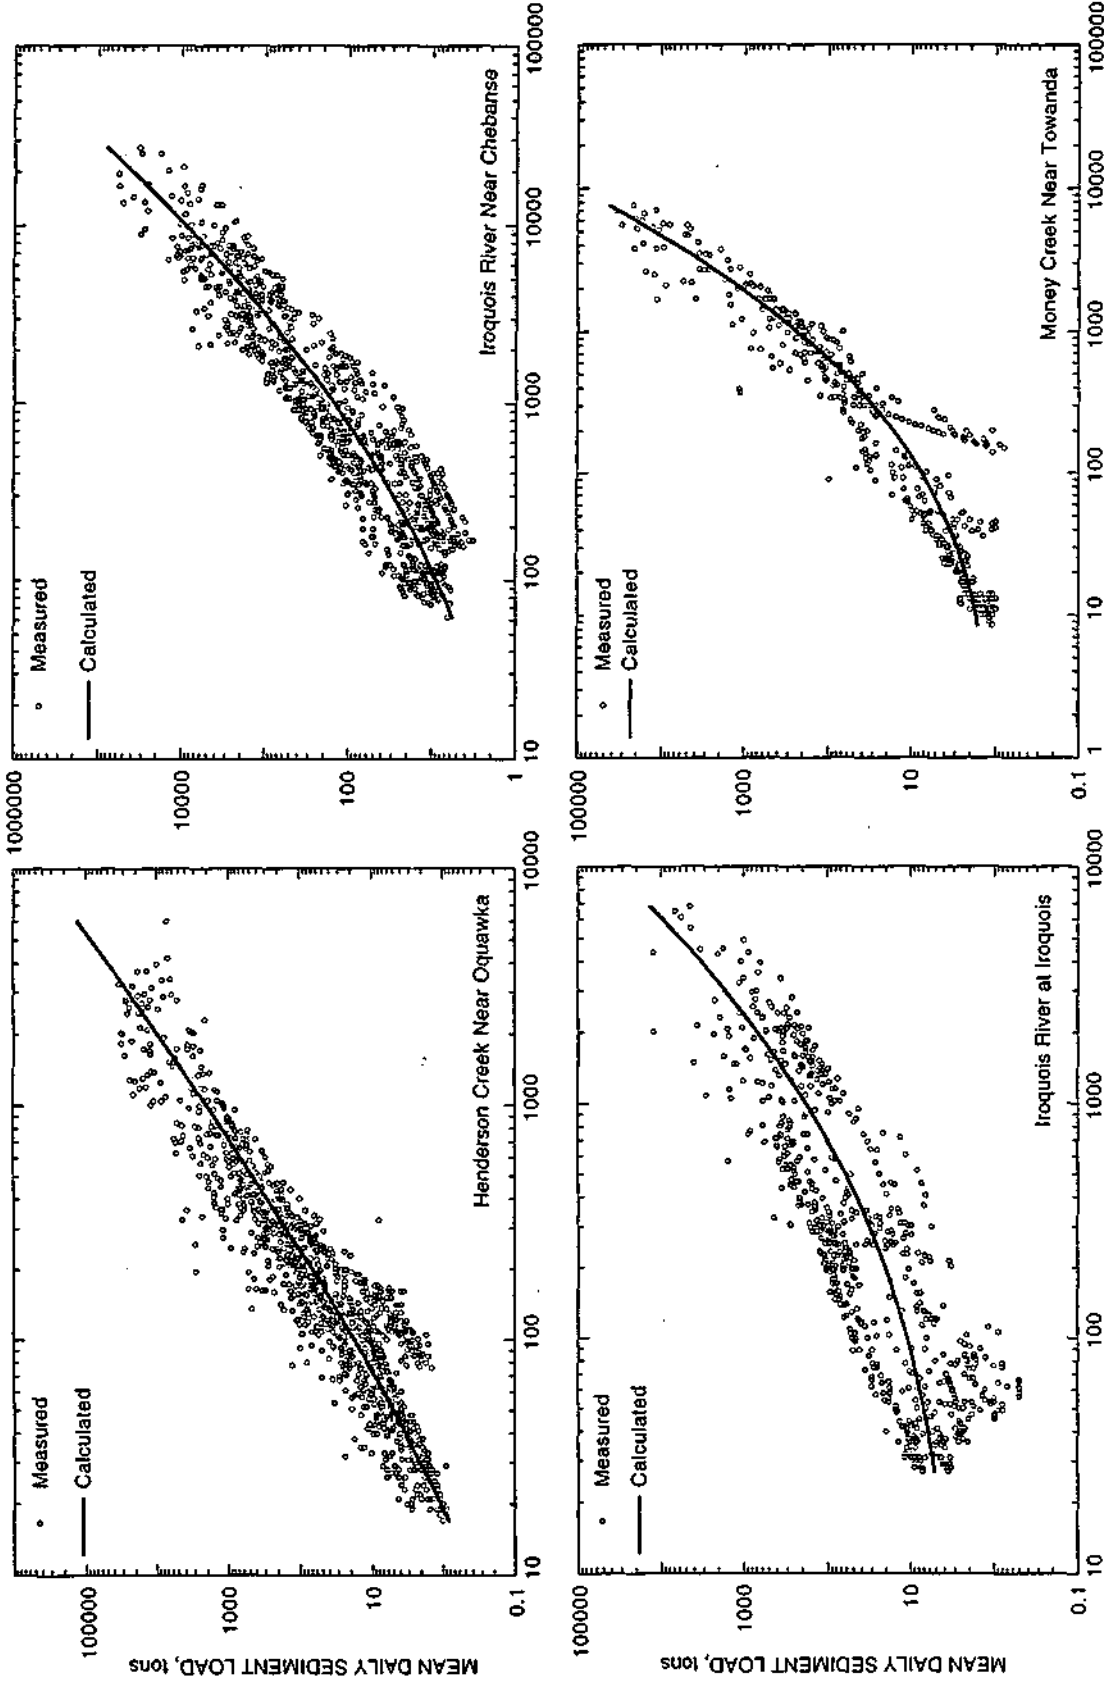 MEAN DAILY SEDIMENT LOAD, tons
100000
1000
10
0.1
Measured
Calculated
Henderson Creek Near Oquawka
10 100 1000 10000
1000000
10000
100
1
Measured
Calculated
Iroquois River Near Chebanse
10 100 1000 10000 100000
MEAN DAILY SEDIMENT LOAD, tons
100000
1000
10
0.1
Measured
Calculated
Iroquois River at Iroquois
10 100 1000 10000
100000
1000
10
0.1
Measured
Calculated
Money Creek Near Towanda
1 10 100 1000 10000 100000